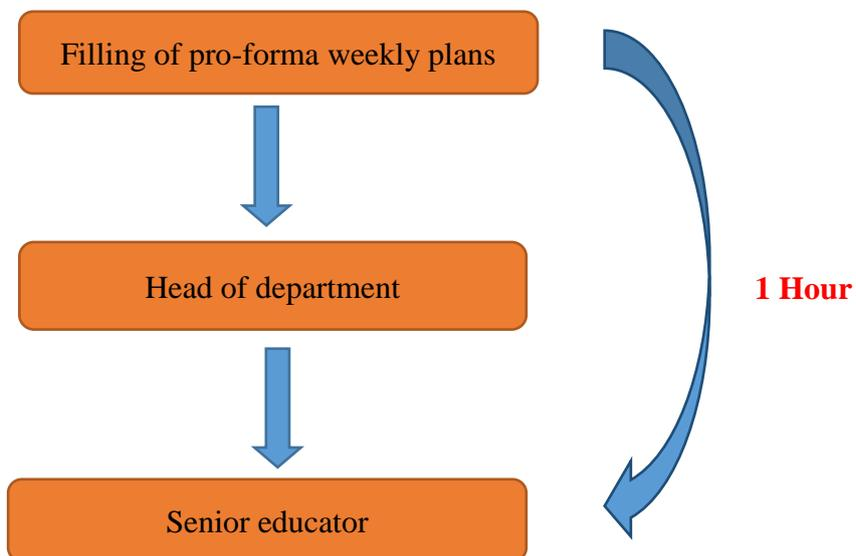 Filling of pro-forma weekly plans
Head of department
1 Hour
Senior educator